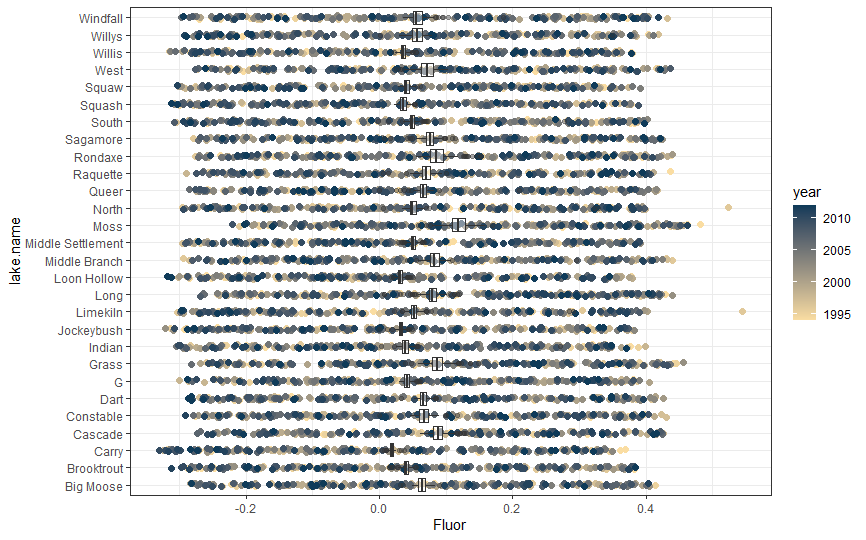 Windfall
Willys
Willis
West
Squaw
Squash
South
Sagamore
Rondaxe
Raquette
Queer
North
Moss
Middle Settlement
Middle Branch
Loon Hollow
Long
Limekiln
Jockeybush
Indian
Grass
G
Dart
Constable
Cascade
Carry
Brooktrout
Big Moose
lake.name
-0.2 0.0 0.2 0.4
Fluor
year
2010
2005
2000
1995